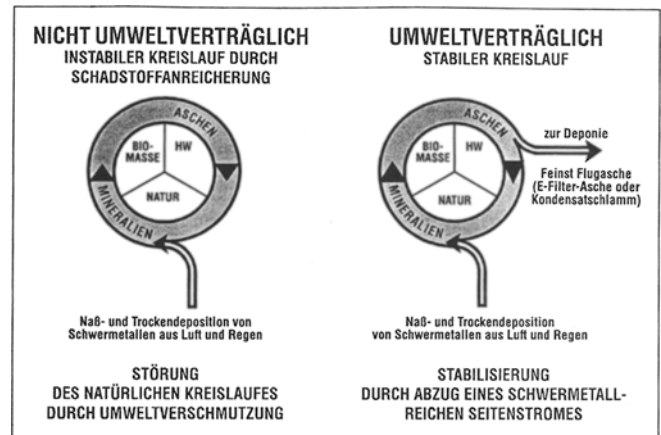 NICHT UMWELTVERTRÄGLICH
INSTABILER KREISLAUF DURCH
SCHADSTOFFANREICHERUNG
ASCHEN
BIO-
MASSE
HW
NATUR
MINERALIEN
Naß- und Trockendeposition von
Schwermetallen aus Luft und Regen
STÖRUNG
DES NATÜRLICHEN KREISLAUFES
DURCH UMWELTVERSCHMUTZUNG
UMWELTVERTRÄGLICH
STABILER KREISLAUF
ASCHEN
BIO-
MASSE
HW
NATUR
MINERALIEN
zur Deponie
Feinst Flugasche
(E-Filter-Asche oder
Kondensatschlamm)
Naß- und Trockendeposition
von Schwermetallen aus Luft und Regen
STABILISIERUNG
DURCH ABZUG EINES SCHWERMETALL-
REICHEN SEITENSTROMES